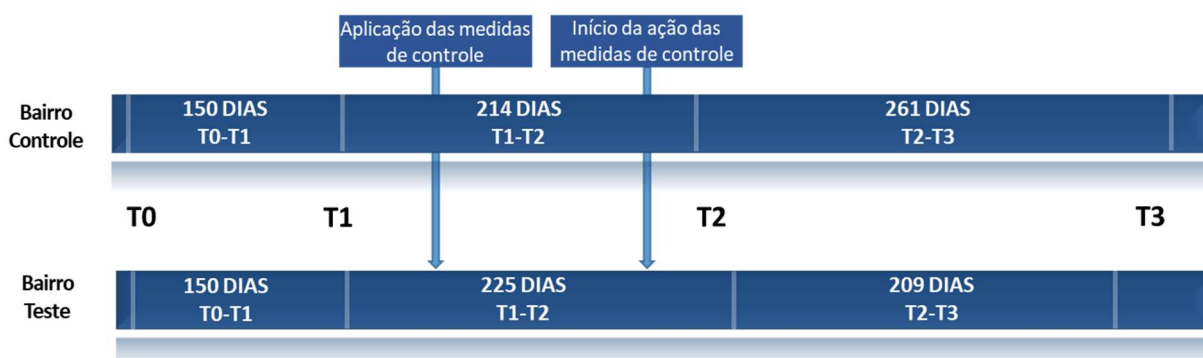 Aplicação das medidas
de controle
Início da ação das
medidas de controle
Bairro
Controle
150 DIAS
T0-T1
214 DIAS
T1-T2
261 DIAS
T2-T3
T0
T1
T2
T3
Bairro
Teste
150 DIAS
T0-T1
225 DIAS
T1-T2
209 DIAS
T2-T3